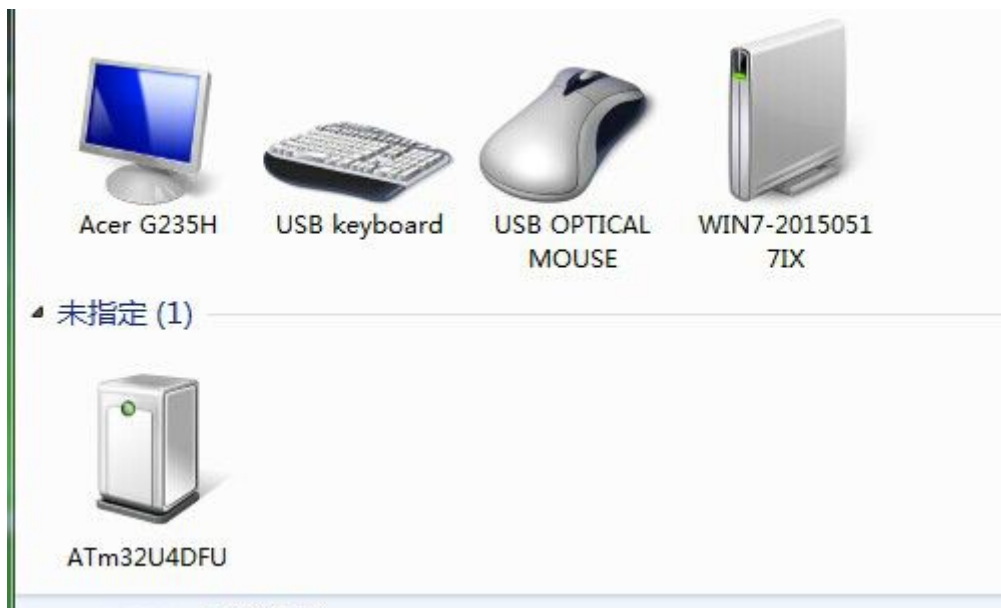 Acer G235H
USB keyboard
USB OPTICAL
MOUSE
WIN7-2015051
7IX
未指定 (1)
ATm32U4DFU